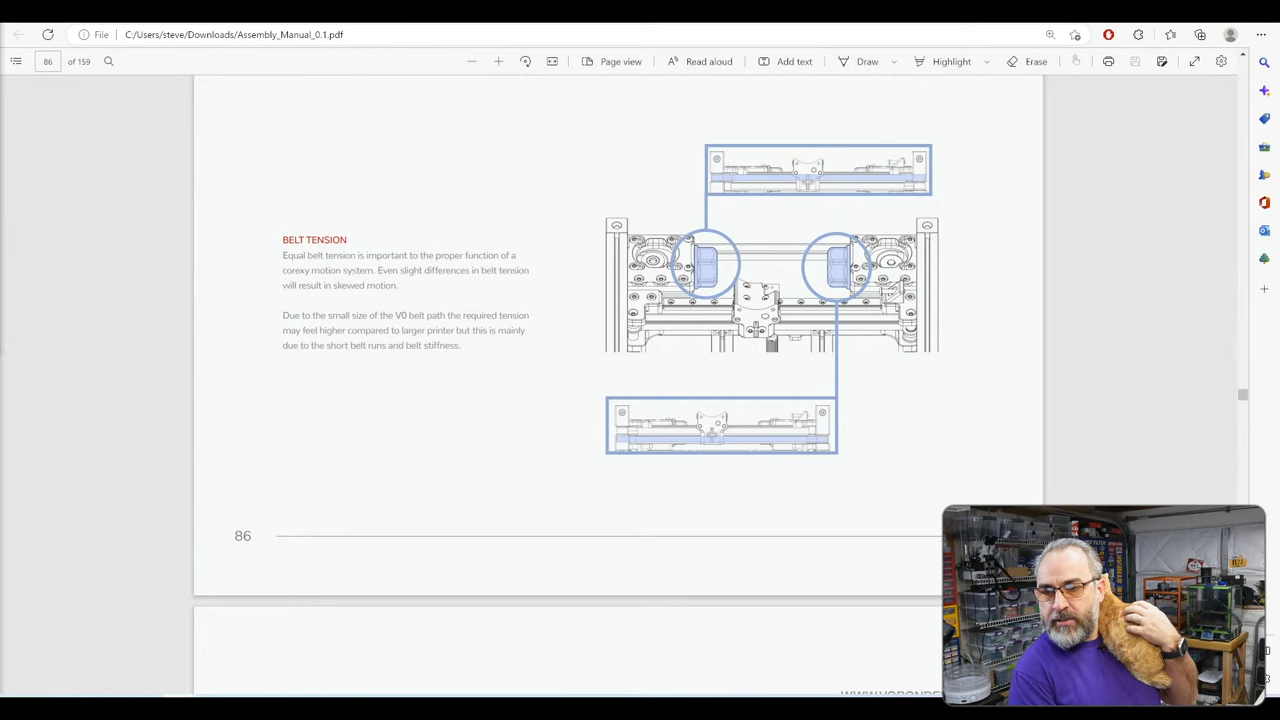 File
C:/Users/steve/Downloads/Assembly_Manual_0.1.pdf
86
of 159
Page view
Read aloud
Add text
Draw
Highlight
Erase
BELT TENSION
Equal belt tension is important to the proper function of a
corexy motion system. Even slight differences in belt tension
will result in skewed motion.
Due to the small size of the V0 belt path the required tension
may feel higher compared to larger printer but this is mainly
due to the short belt runs and belt stiffness.
86